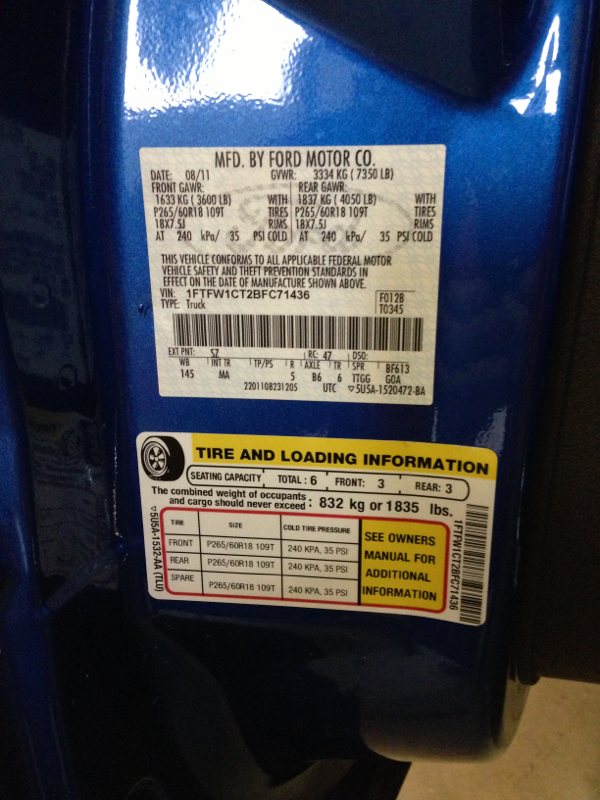 MFD. BY FORD MOTOR CO.
DATE: 08/11 GVWR: 3334 KG ( 7350 LB)
FRONT GAWR: REAR GAWR:
1633 KG ( 3600 LB) WITH 1837 KG ( 4050 LB) WITH
P265/60R18 109T TIRES P265/60R18 109T TIRES
18X7.5J RIMS 18X7.5J RIMS
AT 240 kPa/ 35 PSI COLD AT 240 kPa/ 35 PSI COLD
THIS VEHICLE CONFORMS TO ALL APPLICABLE FEDERAL MOTOR
VEHICLE SAFETY AND THEFT PREVENTION STANDARDS IN
EFFECT ON THE DATE OF MANUFACTURE SHOWN ABOVE.
VIN: 1FTFW1CT2BFC71436 F0128
TYPE: Truck T0345
EXT PNT: SZ RC: 47 DSO:
WB INT TR TP/PS R AXLE TR SPR BF613
145 MA 5 B6 6 ITGG GOA
2201108231205 UTC ▽5U5A-1520472-BA
TIRE AND LOADING INFORMATION
SEATING CAPACITY TOTAL : 6 FRONT: 3 REAR: 3
The combined weight of occupants
and cargo should never exceed : 832 kg or 1835 lbs.
TIRE SIZE COLD TIRE PRESSURE
FRONT P265/60R18 109T 240 KPA, 35 PSI
REAR P265/60R18 109T 240 KPA, 35 PSI
SPARE P265/60R18 109T 240 KPA, 35 PSI
SEE OWNERS
MANUAL FOR
ADDITIONAL
INFORMATION
▽5U5A-1532-AA (TLU)
1FTFW1CT2BFC71436